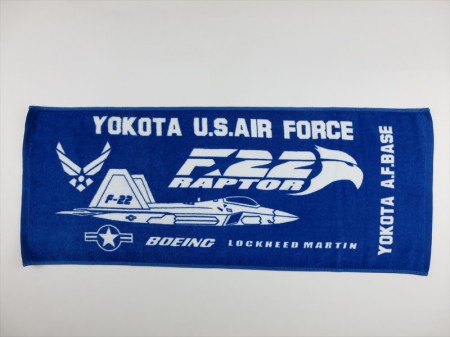 YOKOTA U.S.AIR FORCE
F-22
RAPTOR
F-22
BOEING LOCKHEED MARTIN
YOKOTA A.F.BASE